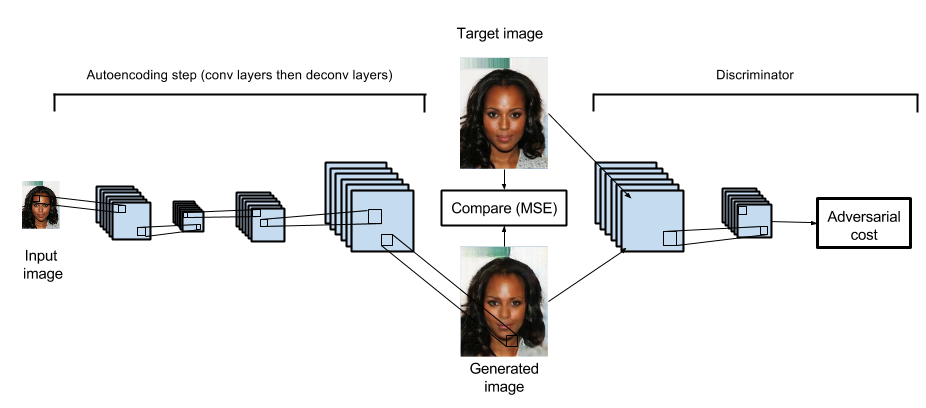 Target image
Autoencoding step (conv layers then deconv layers)
Discriminator
Compare (MSE)
Adversarial
cost
Input
image
Generated
image